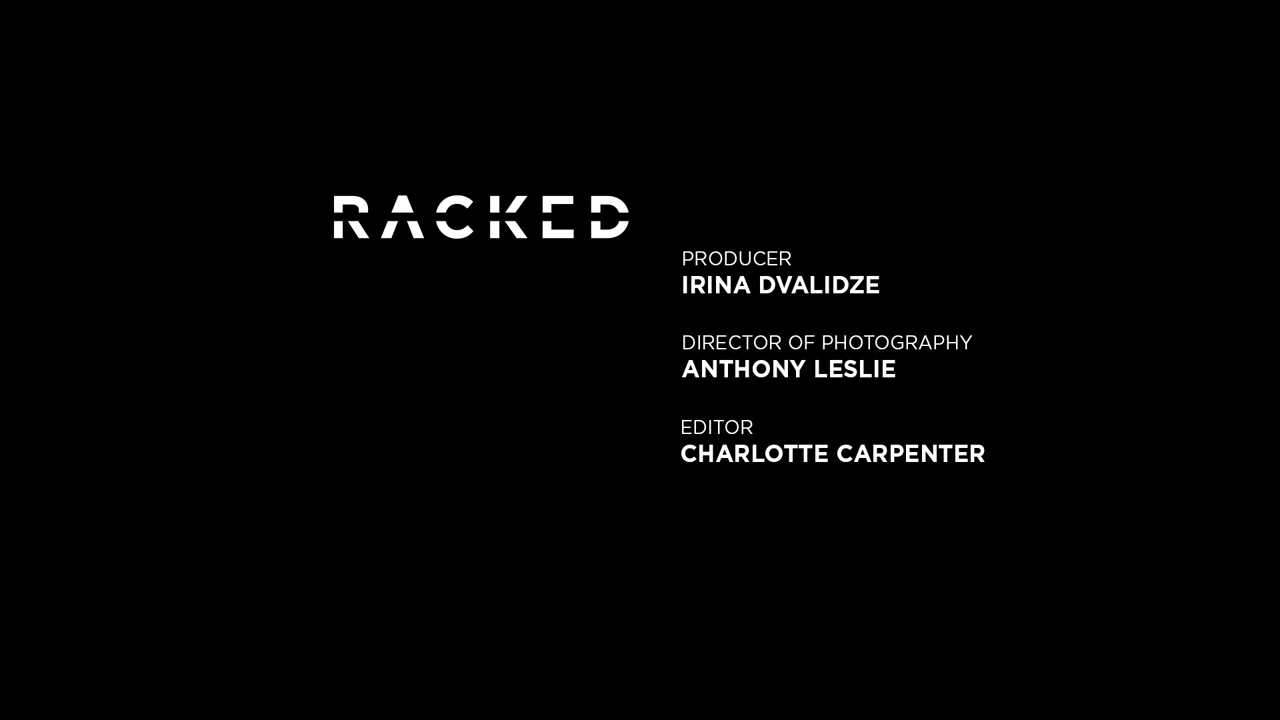 RACKED
PRODUCER
IRINA DVALIDZE
DIRECTOR OF PHOTOGRAPHY
ANTHONY LESLIE
EDITOR
CHARLOTTE CARPENTER